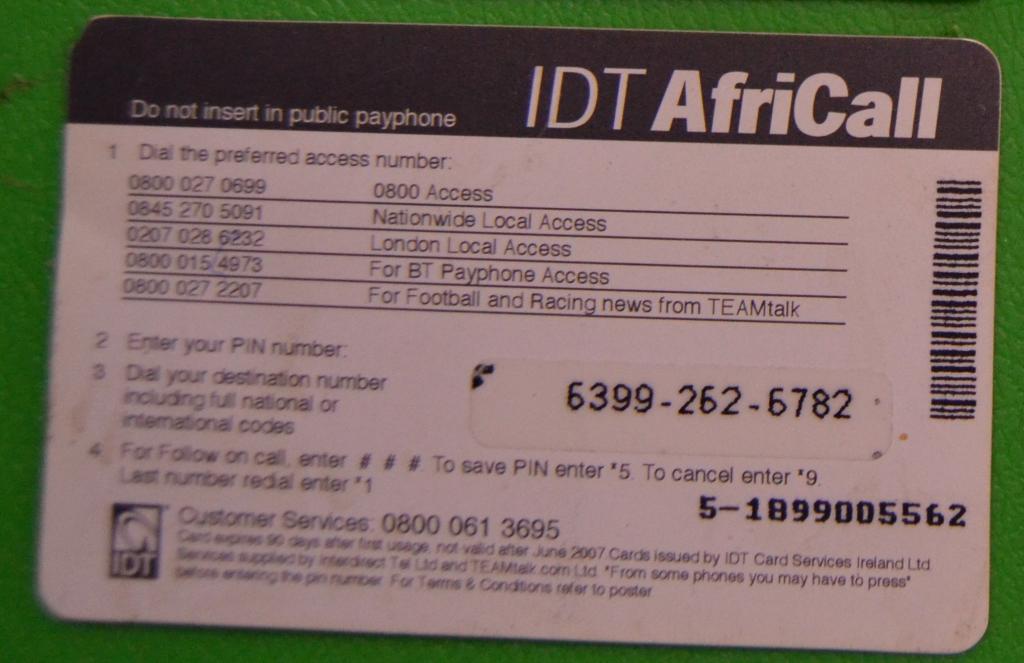 IDT AfriCall
Do not insert in public payphone
1 Dial the preferred access number:
0800 027 0699 0800 Access
0845 270 5091 Nationwide Local Access
0207 028 6232 London Local Access
0800 015 4973 For BT Payphone Access
0800 027 2207 For Football and Racing news from TEAMtalk
2 Enter your PIN number:
3 Dial your destination number
including full national or
international codes
6399-262-6782
4 For Follow on call, enter # # #. To save PIN enter *5. To cancel enter *9.
Last number redial enter *1
5-1899005562
IDT
Customer Services: 0800 061 3695
Card expires 90 days after first usage, not valid after June 2007 Cards issued by IDT Card Services Ireland Ltd
Services supplied by Interdirect Tel Ltd and TEAMtalk.com Ltd. *From some phones you may have to press*
before entering the pin number. For Terms & Conditions refer to poster